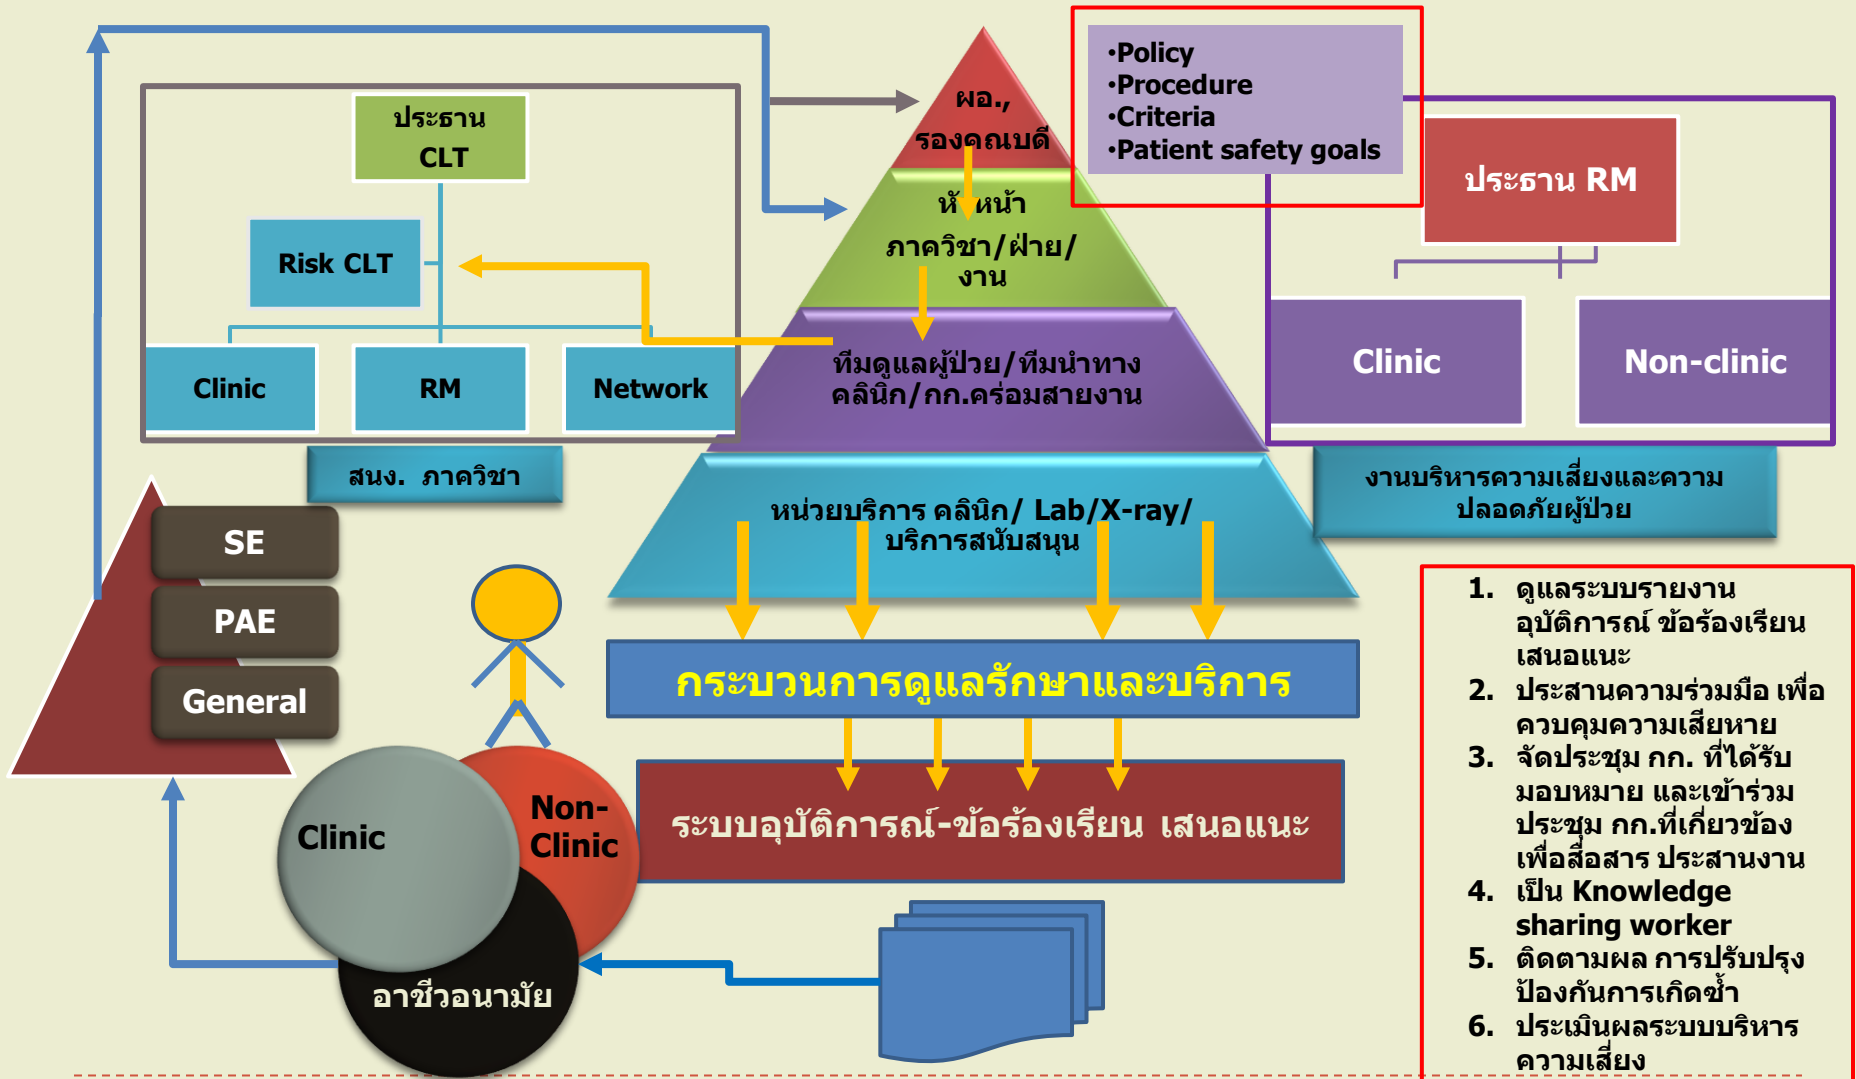 ประธาน
CLT
Risk CLT
Clinic
RM
Network
สนง. ภาควิชา
ผอ.,
รองคณบดี
หัวหน้า
ภาควิชา/ฝ่าย/
งาน
ทีมดูแลผู้ป่วย/ทีมนำทาง
คลินิก/กก.คร่อมสายงาน
หน่วยบริการ คลินิก/ Lab/X-ray/
บริการสนับสนุน
•Policy
•Procedure
•Criteria
•Patient safety goals
ประธาน RM
Clinic
Non-clinic
งานบริหารความเสี่ยงและความ
ปลอดภัยผู้ป่วย
SE
PAE
General
กระบวนการดูแลรักษาและบริการ
ระบบอุบัติการณ์-ข้อร้องเรียน เสนอแนะ
Clinic
Non-
Clinic
อาชีวอนามัย
1. ดูแลระบบรายงาน
อุบัติการณ์ ข้อร้องเรียน
เสนอแนะ
2. ประสานความร่วมมือ เพื่อ
ควบคุมความเสียหาย
3. จัดประชุม กก. ที่ได้รับ
มอบหมาย และเข้าร่วม
ประชุม กก.ที่เกี่ยวข้อง
เพื่อสื่อสาร ประสานงาน
4. เป็น Knowledge
sharing worker
5. ติดตามผล การปรับปรุง
ป้องกันการเกิดซ้ำ
6. ประเมินผลระบบบริหาร
ความเสี่ยง